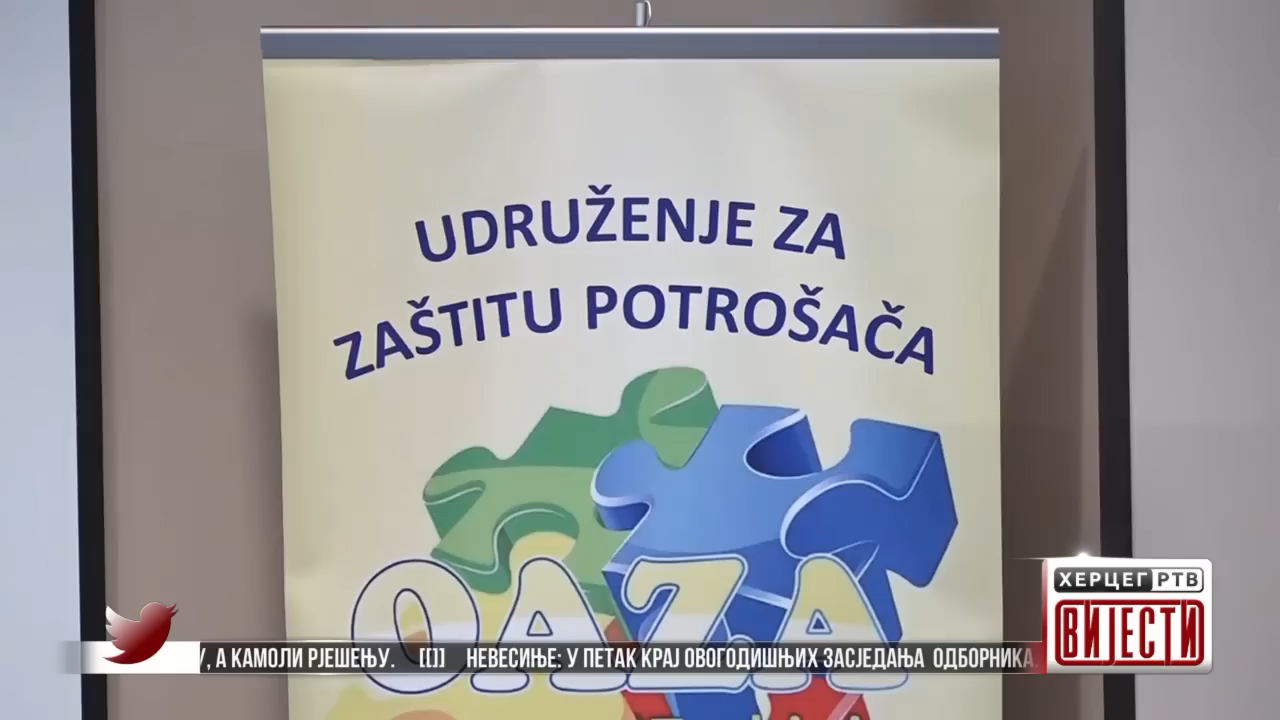 UDRUŽENJE ZA
ZAŠTITU POTROŠAČA
OAZA
ХЕРЦЕГ РТВ
ВИЈЕСТИ
У, А КАМОЛИ РЈЕШЕЊУ. [[]] НЕВЕСИЊЕ: У ПЕТАК КРАЈ ОВОГОДИШЊИХ ЗАСЈЕДАЊА ОДБОРНИКА.